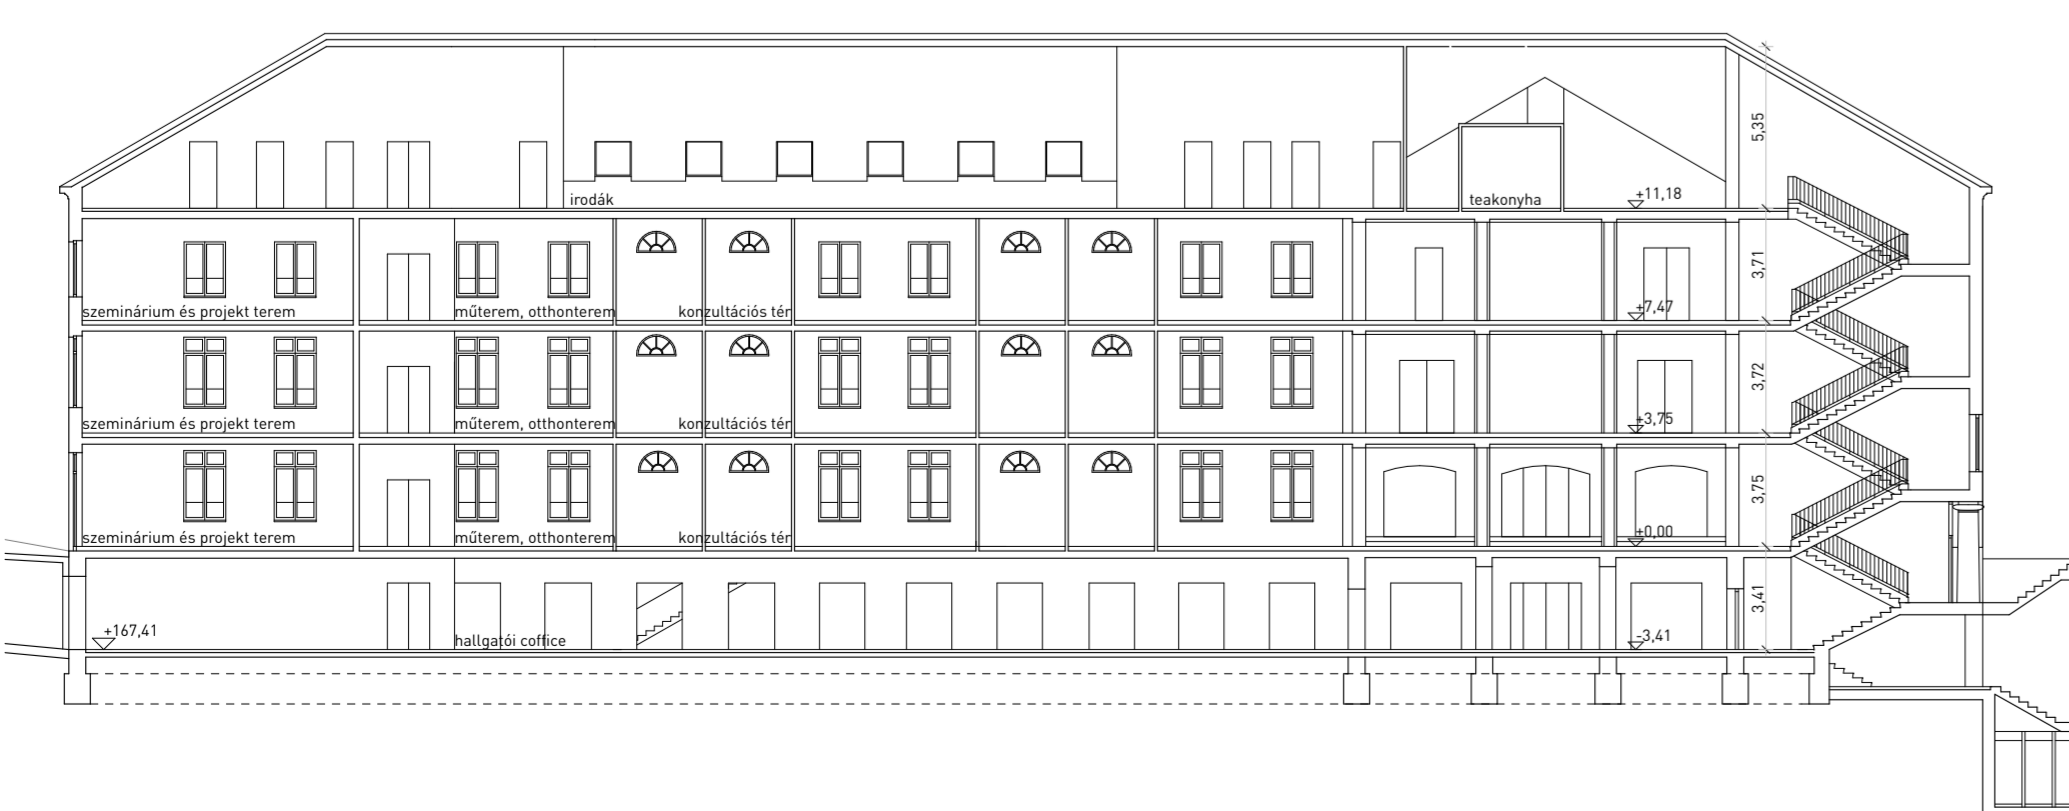 5,35
irodák
teakonyha
+11,18
3,71
szeminárium és projekt terem
műterem, otthonterem
konzultációs tér
+7,47
3,72
szeminárium és projekt terem
műterem, otthonterem
konzultációs tér
+3,75
3,75
szeminárium és projekt terem
műterem, otthonterem
konzultációs tér
+0,00
3,41
+167,41
hallgatói coffice
-3,41